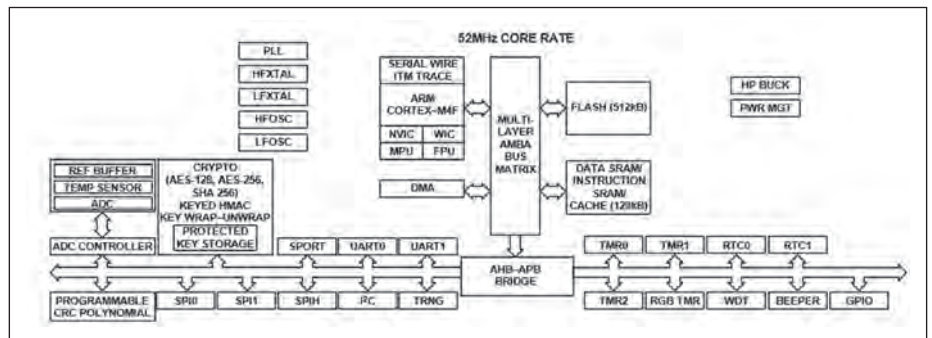 52MHz CORE RATE
PLL
HFXTAL
LFXTAL
HFOSC
LFOSC
SERIAL WIRE
ITM TRACE
ARM
CORTEX-M4F
NVIC
WIC
MPU
FPU
DMA
MULTI-
LAYER
AMBA
BUS
MATRIX
FLASH (512kB)
DATA SRAM/
INSTRUCTION
SRAM/
CACHE (128kB)
HP BUCK
PWR MGT
REF BUFFER
TEMP SENSOR
ADC
CRYPTO
(AES-128, AES-256,
SHA 256)
KEYED HMAC
KEY WRAP-UNWRAP
PROTECTED
KEY STORAGE
ADC CONTROLLER
SPORT
UART0
UART1
AHB-APB
BRIDGE
TMR0
TMR1
RTC0
RTC1
PROGRAMMABLE
CRC POLYNOMIAL
SPI0
SPI1
SPIH
I²C
TRNG
TMR2
RGB TMR
WDT
BEEPER
GPIO